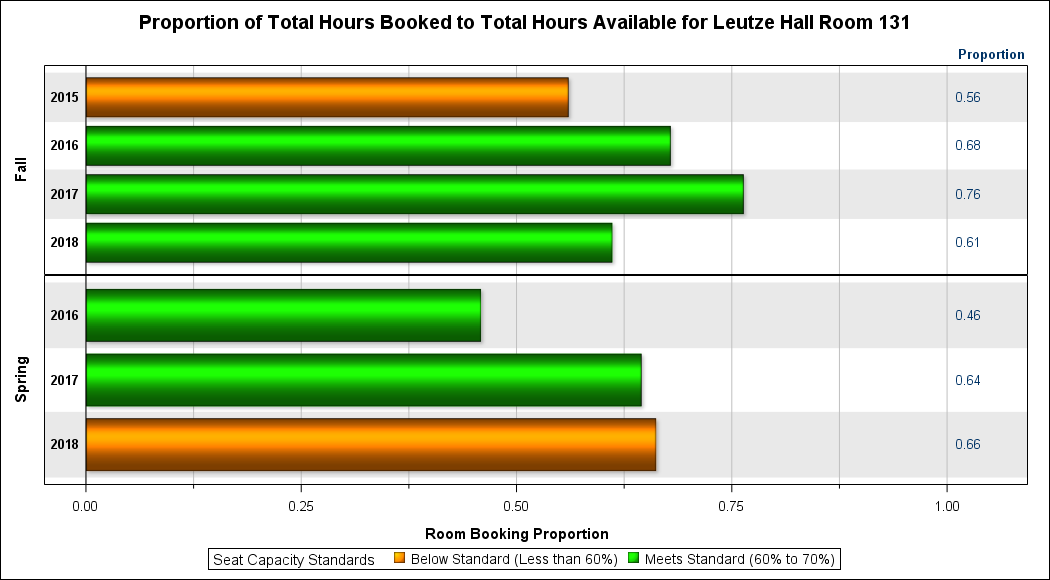 Proportion of Total Hours Booked to Total Hours Available for Leutze Hall Room 131
Proportion
Fall
2015 0.56
2016 0.68
2017 0.76
2018 0.61
Spring
2016 0.46
2017 0.64
2018 0.66
0.00 0.25 0.50 0.75 1.00
Room Booking Proportion
Seat Capacity Standards Below Standard (Less than 60%) Meets Standard (60% to 70%)